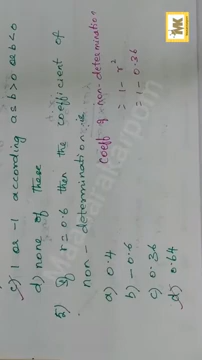 c) 1 or -1 according as b>0 or b<0
d) none of these
5) If r = 0.6 then the coefficient of
non - determination is
a) 0.4
b) -0.6
c) 0.36
d) 0.64
Coeff of non-determination
= 1 - r²
= 1 - 0.36
MK